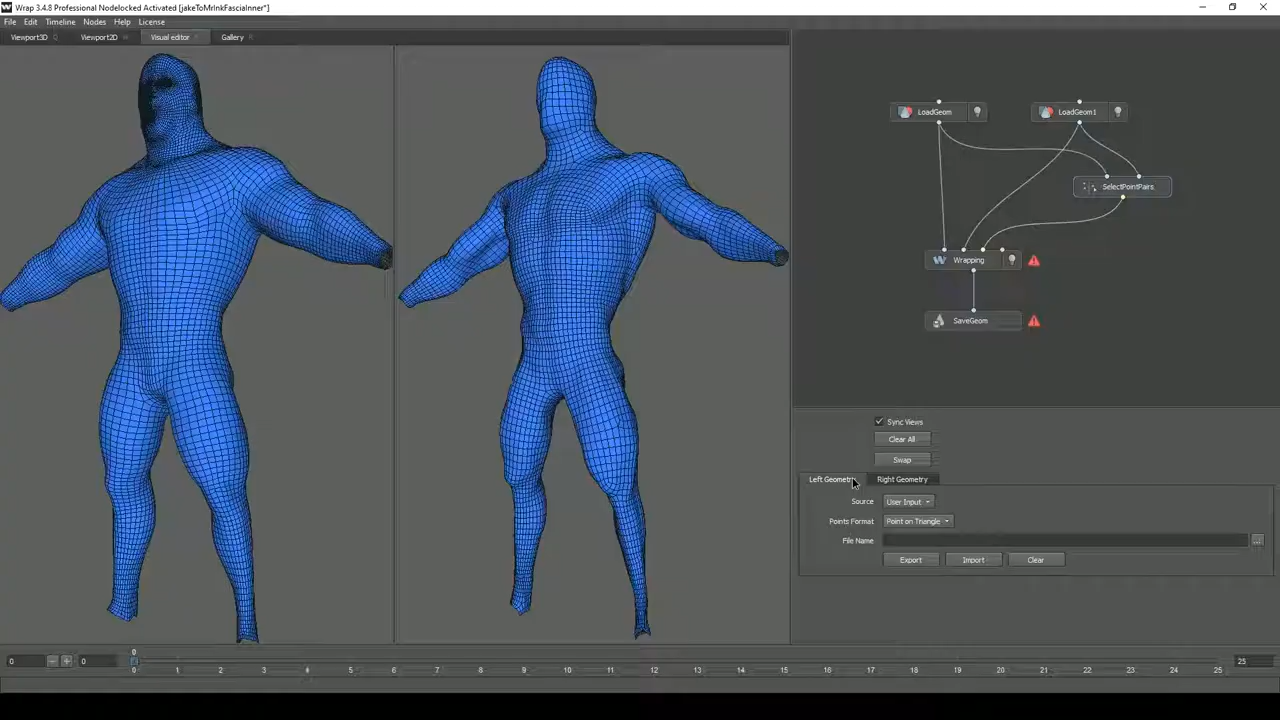 Wrap 3.4.8 Professional Nodelocked Activated [jakeToMrInkFasciaInner*]
File Edit Timeline Nodes Help License
Viewport3D Viewport2D Visual editor Gallery
LoadGeom LoadGeom1
SelectPointPairs
Wrapping
SaveGeom
Sync Views
Clear All
Swap
Left Geometry Right Geometry
Source User Input
Points Format Point on Triangle
File Name ...
Export Import Clear
0 0 0 25
0 1 2 3 4 5 6 7 8 9 10 11 12 13 14 15 16 17 18 19 20 21 22 23 24 25